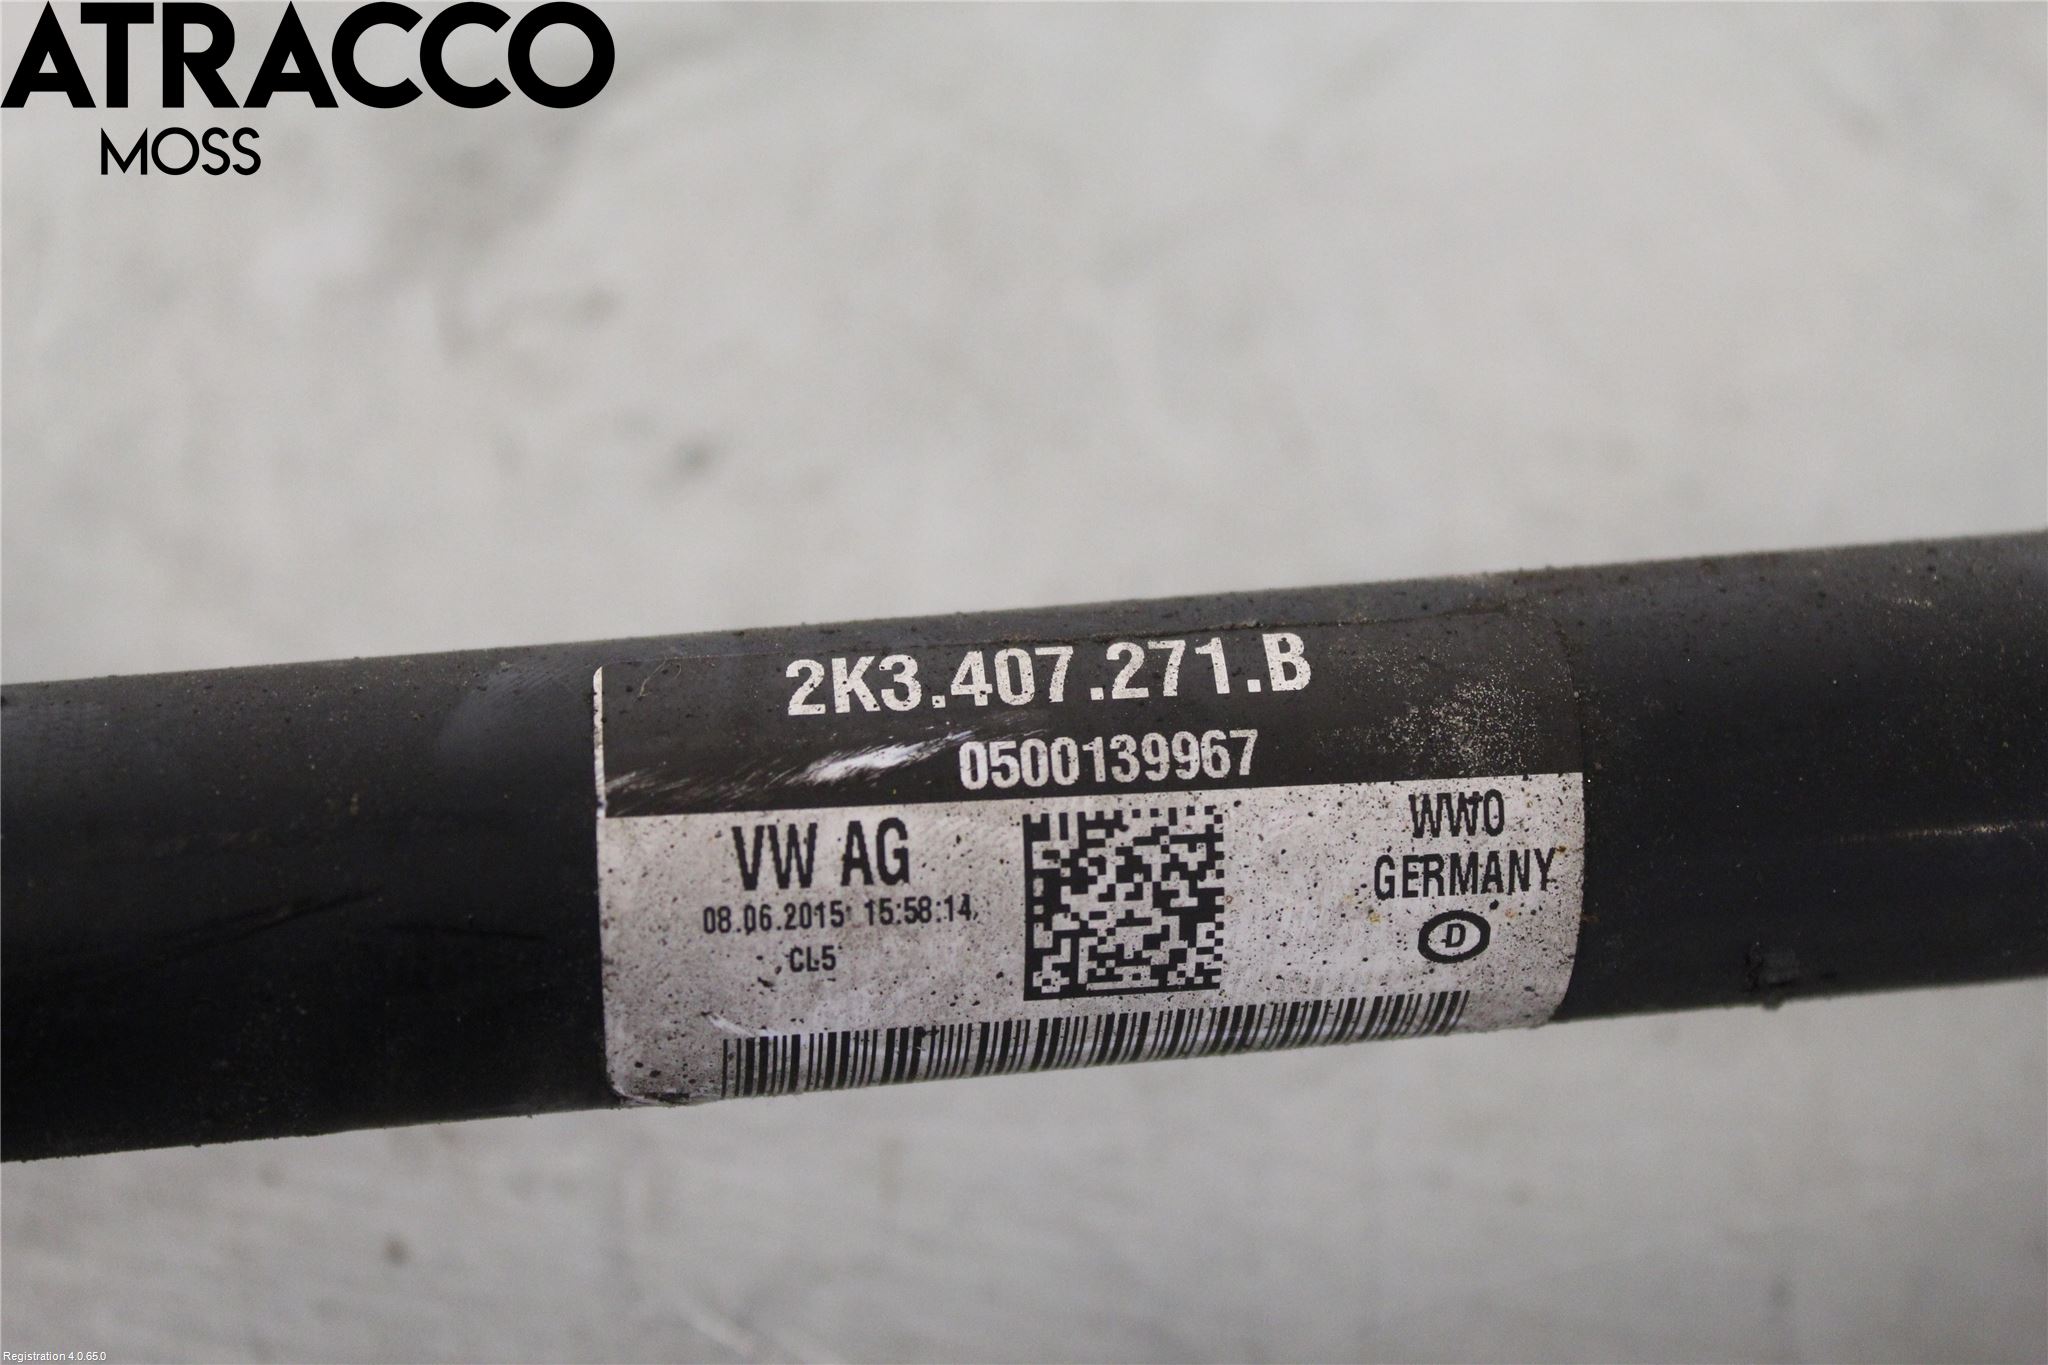 ATRACCO
MOSS
2K3.407.271.B
0500139967
VW AG
08.06.2015 15:58:14
CL5
WWO
GERMANY
D
Registration 4.0.65.0